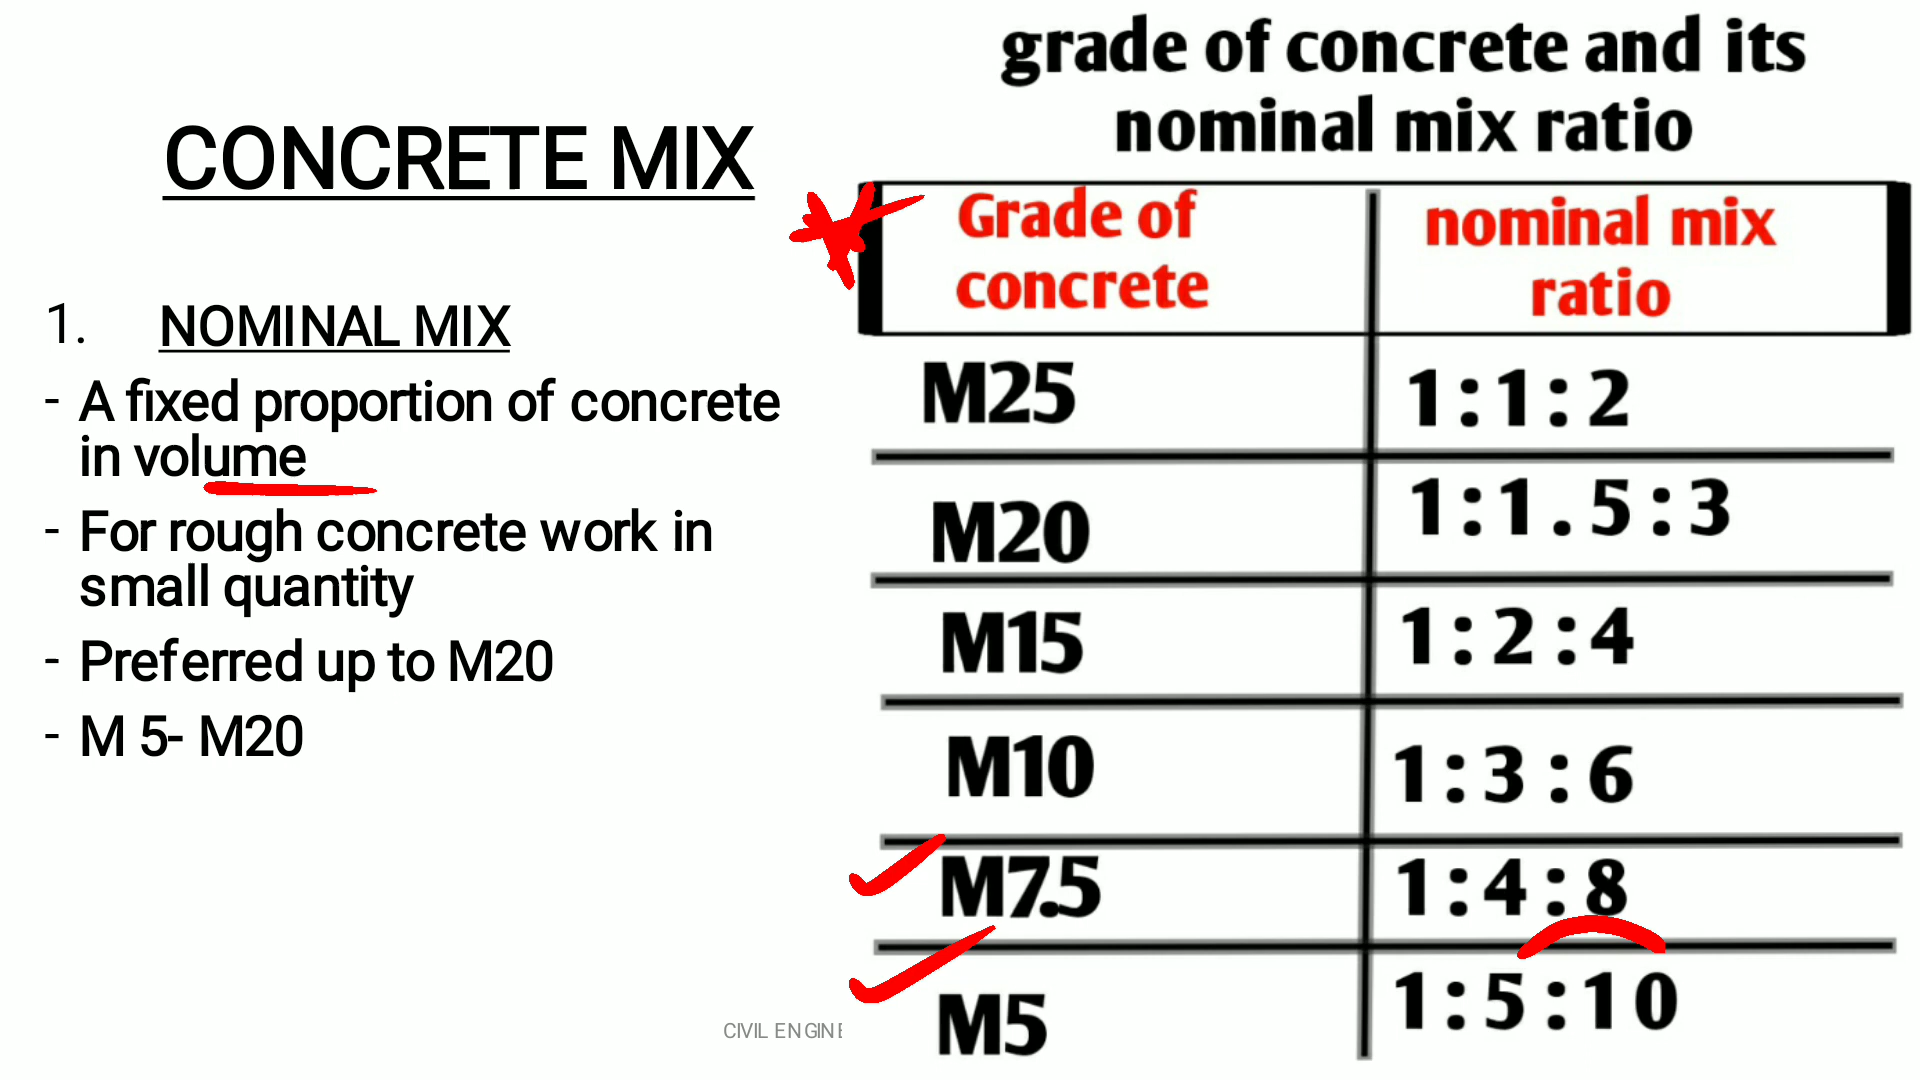 CONCRETE MIX
1. NOMINAL MIX
- A fixed proportion of concrete
in volume
- For rough concrete work in
small quantity
- Preferred up to M20
- M 5- M20
CIVIL ENGINE
grade of concrete and its
nominal mix ratio
Grade of
concrete
nominal mix
ratio
M25 1:1:2
M20 1:1.5:3
M15 1:2:4
M10 1:3:6
M7.5 1:4:8
M5 1:5:10